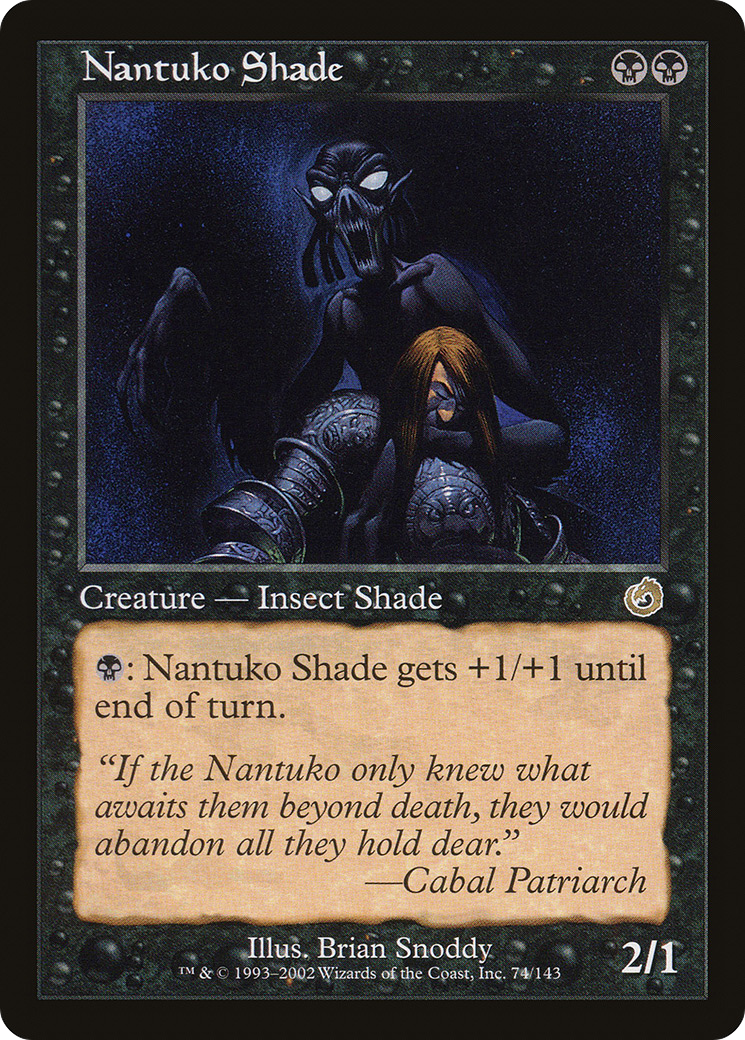 Nantuko Shade
Creature — Insect Shade
: Nantuko Shade gets +1/+1 until
end of turn.
“If the Nantuko only knew what
awaits them beyond death, they would
abandon all they hold dear.”
—Cabal Patriarch
Illus. Brian Snoddy
™ & © 1993–2002 Wizards of the Coast, Inc. 74/143
2/1